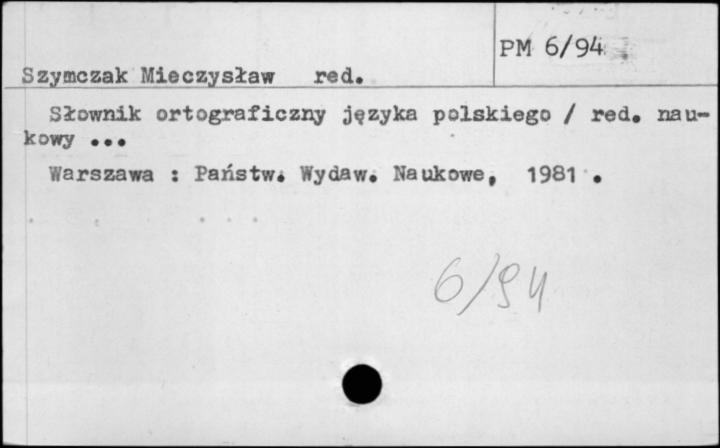 PM 6/94
Szymczak Mieczysław red.
Słownik ortograficzny języka polskiego / red. nau-
kowy ...
Warszawa : Państw. Wydaw. Naukowe, 1981 .
6/94